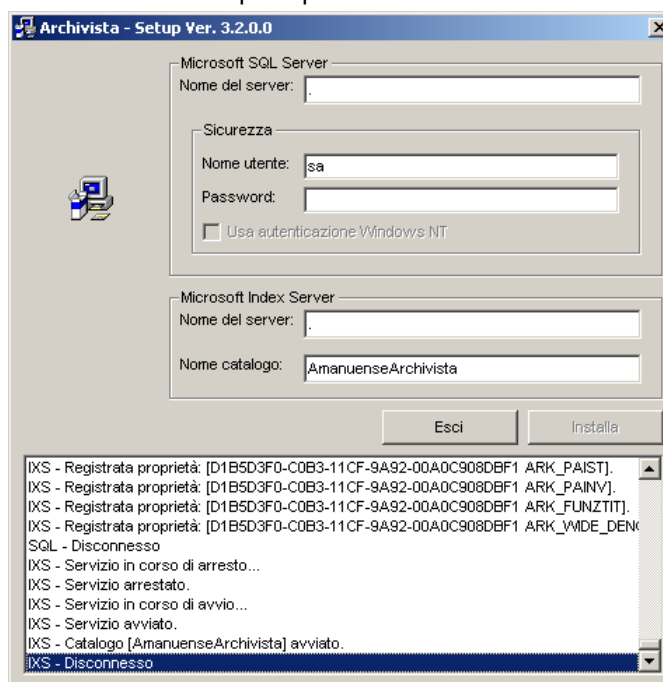 Archivista - Setup Ver. 3.2.0.0
Microsoft SQL Server
Nome del server: .
Sicurezza
Nome utente: sa
Password:
Usa autenticazione Windows NT
Microsoft Index Server
Nome del server: .
Nome catalogo: AmanuenseArchivista
Esci Installa
IXS - Registrata proprietà: [D1B5D3F0-C0B3-11CF-9A92-00A0C908DBF1 ARK_PAIST].
IXS - Registrata proprietà: [D1B5D3F0-C0B3-11CF-9A92-00A0C908DBF1 ARK_PAINV].
IXS - Registrata proprietà: [D1B5D3F0-C0B3-11CF-9A92-00A0C908DBF1 ARK_FUNZTIT].
IXS - Registrata proprietà: [D1B5D3F0-C0B3-11CF-9A92-00A0C908DBF1
SQL - Disconnesso
IXS - Servizio in corso di arresto...
IXS - Servizio arrestato.
IXS - Servizio in corso di avvio...
IXS - Servizio avviato.
IXS - Catalogo [AmanuenseArchivista] avviato.
IXS - Disconnesso